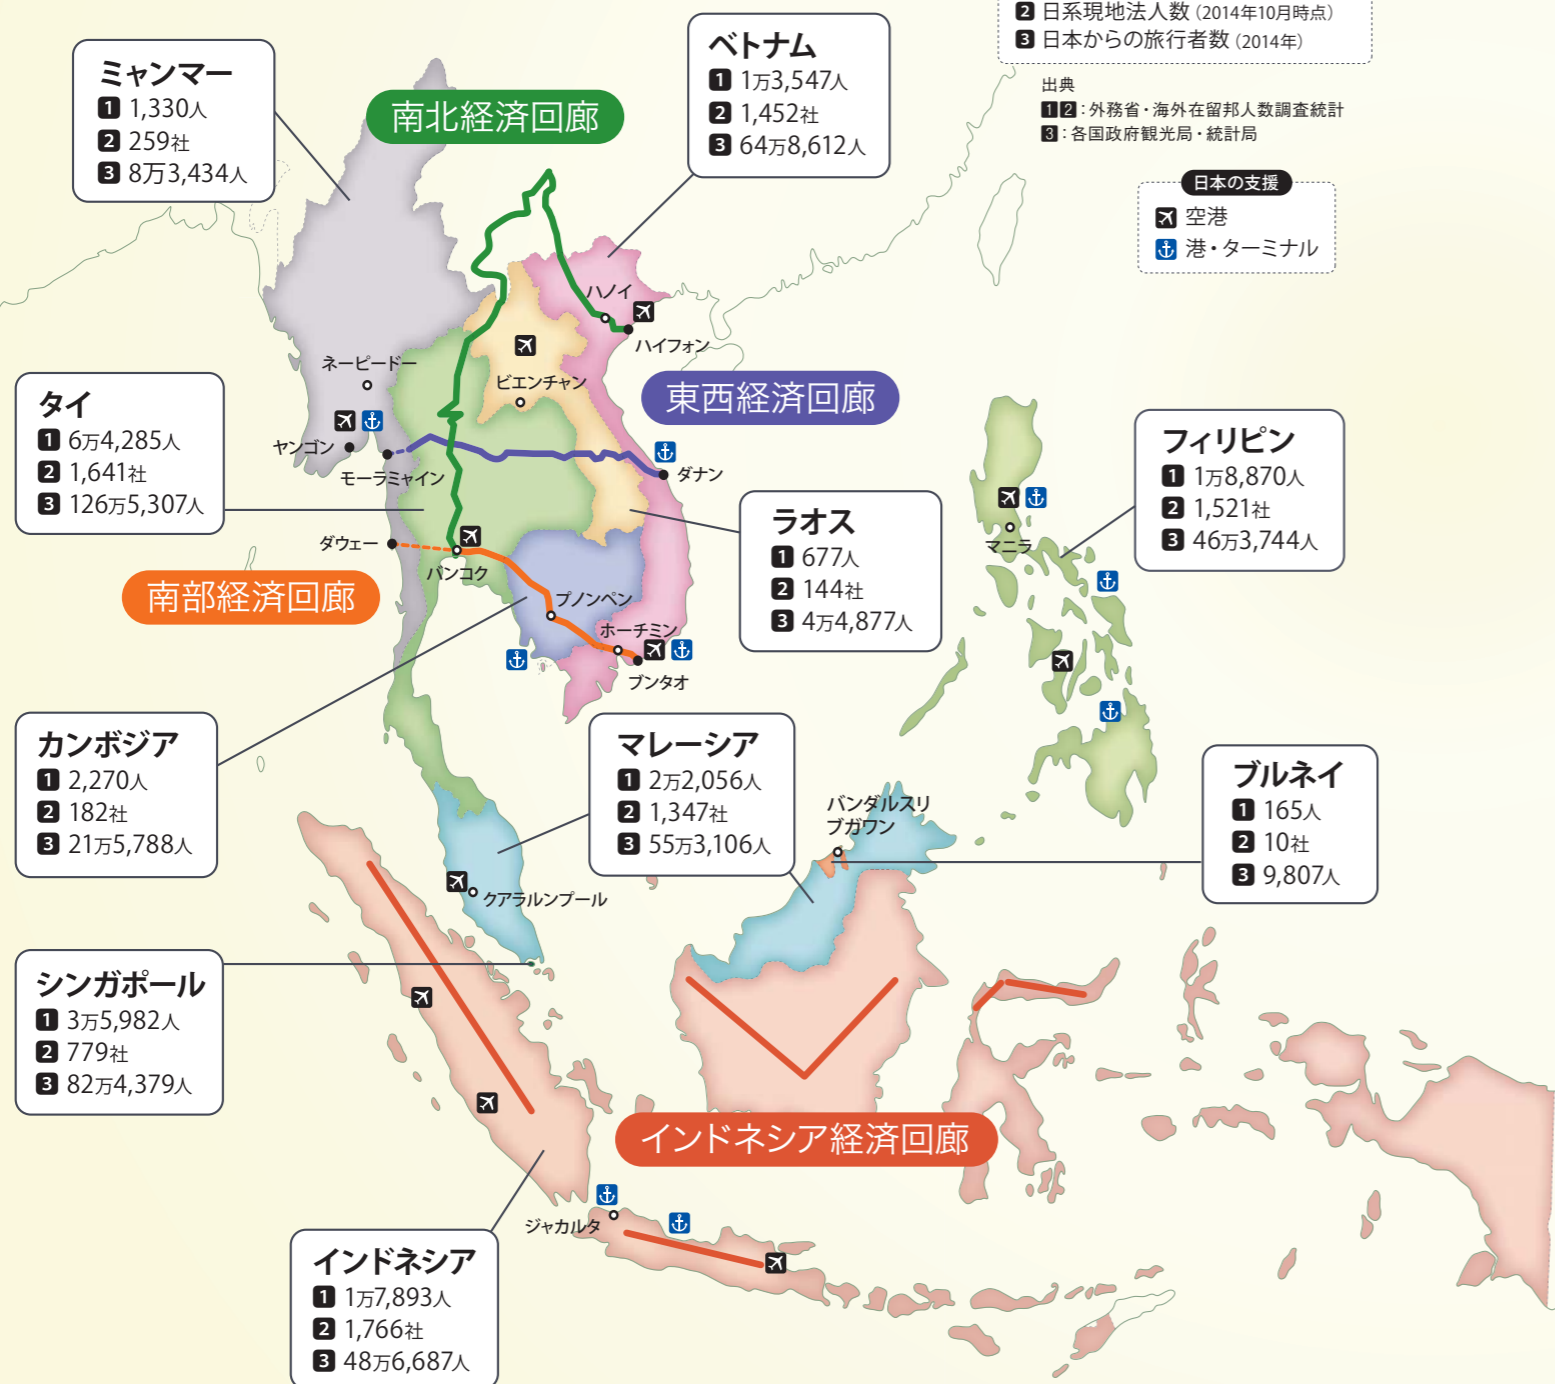 2 日系現地法人数（2014年10月時点）
3 日本からの旅行者数（2014年）
出典
1 2：外務省・海外在留邦人数調査統計
3：各国政府観光局・統計局
日本の支援
空港
港・ターミナル
ミャンマー
1 1,330人
2 259社
3 8万3,434人
南北経済回廊
ベトナム
1 1万3,547人
2 1,452社
3 64万8,612人
ハノイ
ハイフォン
ネーピードー
ビエンチャン
東西経済回廊
タイ
1 6万4,285人
2 1,641社
3 126万5,307人
ヤンゴン
モーラミャイン
ダナン
フィリピン
1 1万8,870人
2 1,521社
3 46万3,744人
マニラ
ラオス
1 677人
2 144社
3 4万4,877人
ダウェー
バンコク
南部経済回廊
プノンペン
ホーチミン
ブンタオ
カンボジア
1 2,270人
2 182社
3 21万5,788人
マレーシア
1 2万2,056人
2 1,347社
3 55万3,106人
バンダルスリ
ブガワン
ブルネイ
1 165人
2 10社
3 9,807人
クアラルンプール
シンガポール
1 3万5,982人
2 779社
3 82万4,379人
インドネシア経済回廊
ジャカルタ
インドネシア
1 1万7,893人
2 1,766社
3 48万6,687人